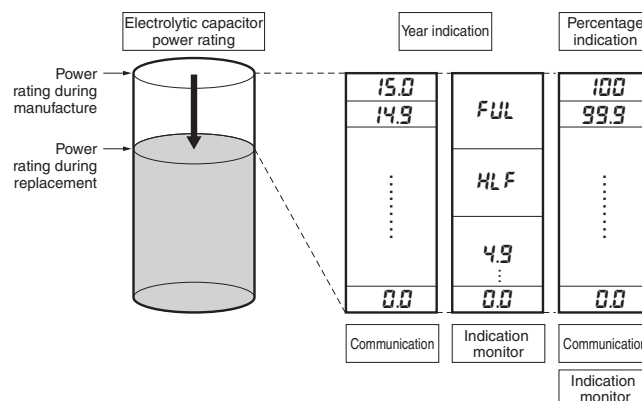 Electrolytic capacitor
power rating
Year indication
Percentage
indication
Power
rating during
manufacture
Power
rating during
replacement
15.0
14.9
0.0
FUL
HLF
4.9
0.0
100
99.9
0.0
Communication
Indication
monitor
Communication
Indication
monitor